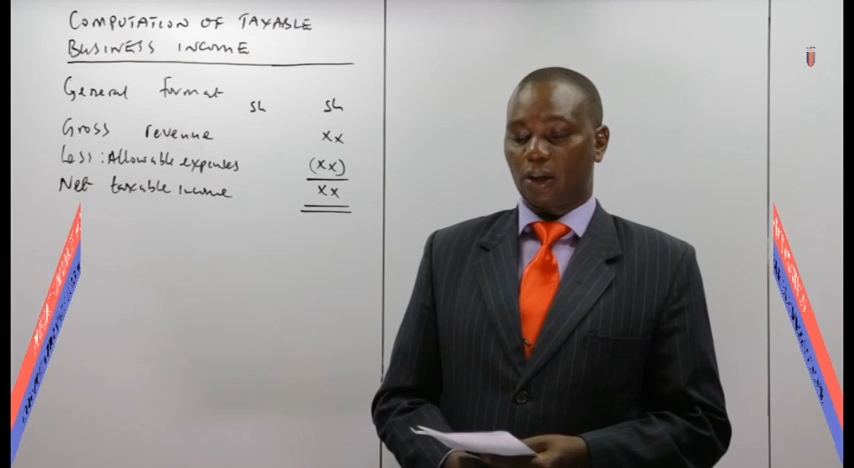 COMPUTATION OF TAXABLE
BUSINESS INCOME
General format
sh sh
Gross revenue xx
Less: Allowable expenses (xx)
Net taxable income xx